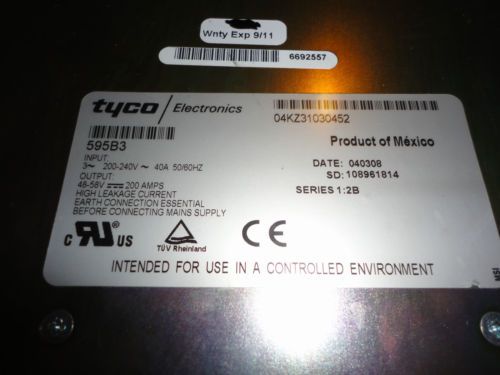 Wnty Exp 9/11
6692557
tyco Electronics
04KZ31030452
595B3
Product of México
INPUT:
3~ 200-240V ~ 40A 50/60HZ
DATE: 040308
OUTPUT:
SD: 108961814
48-58V 200 AMPS
SERIES 1:2B
HIGH LEAKAGE CURRENT
EARTH CONNECTION ESSENTIAL
BEFORE CONNECTING MAINS SUPPLY
c RU US
TÜV Rheinland
CE
INTENDED FOR USE IN A CONTROLLED ENVIRONMENT
MSI